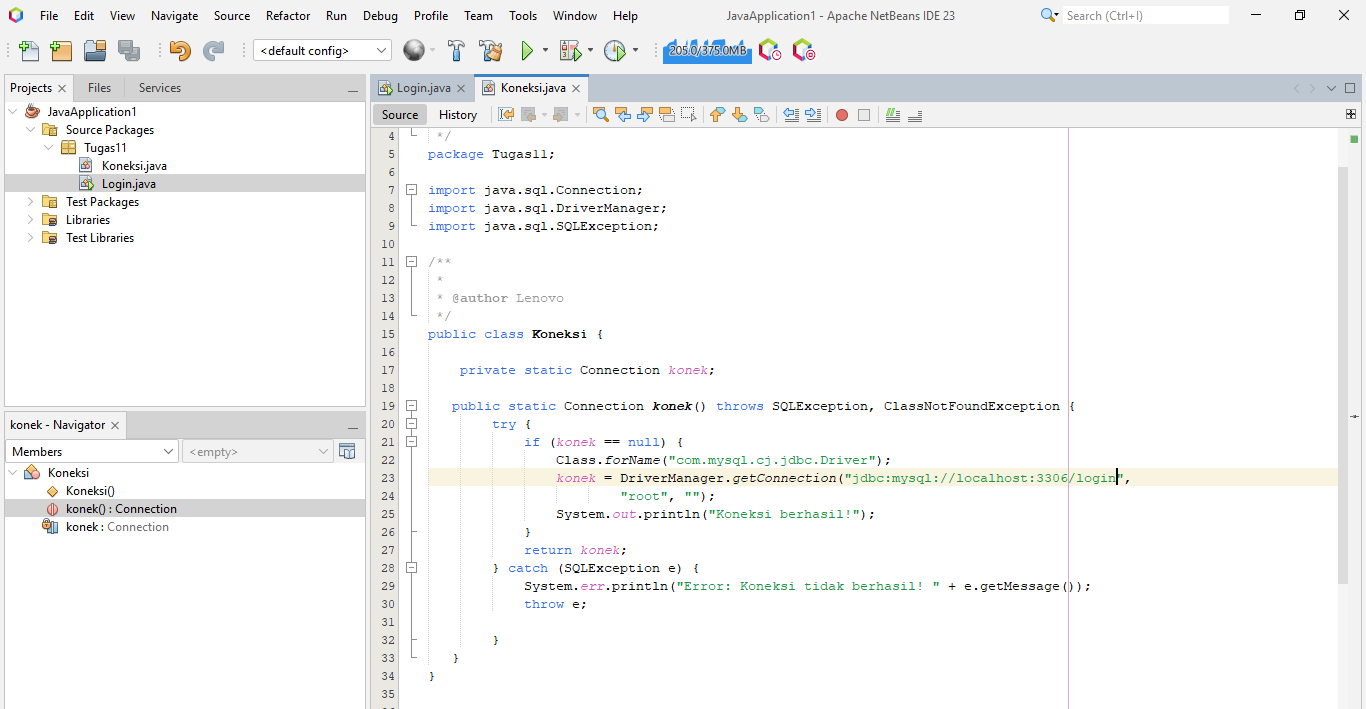 File Edit View Navigate Source Refactor Run Debug Profile Team Tools Window Help JavaApplication1 - Apache NetBeans IDE 23 Search (Ctrl+I)
<default config> 205.0/375.0MB
Projects Files Services
JavaApplication1
Source Packages
Tugas11
Koneksi.java
Login.java
Test Packages
Libraries
Test Libraries
konek - Navigator
Members <empty>
Koneksi
Koneksi()
konek() : Connection
konek : Connection
Login.java Koneksi.java
Source History
4 */
5 package Tugas11;
6
7 import java.sql.Connection;
8 import java.sql.DriverManager;
9 import java.sql.SQLException;
10
11 /**
12 *
13 * @author Lenovo
14 */
15 public class Koneksi {
16
17 private static Connection konek;
18
19 public static Connection konek() throws SQLException, ClassNotFoundException {
20 try {
21 if (konek == null) {
22 Class.forName("com.mysql.cj.jdbc.Driver");
23 konek = DriverManager.getConnection("jdbc:mysql://localhost:3306/login",
24 "root", "");
25 System.out.println("Koneksi berhasil!");
26 }
27 return konek;
28 } catch (SQLException e) {
29 System.err.println("Error: Koneksi tidak berhasil! " + e.getMessage());
30 throw e;
31
32 }
33 }
34 }
35